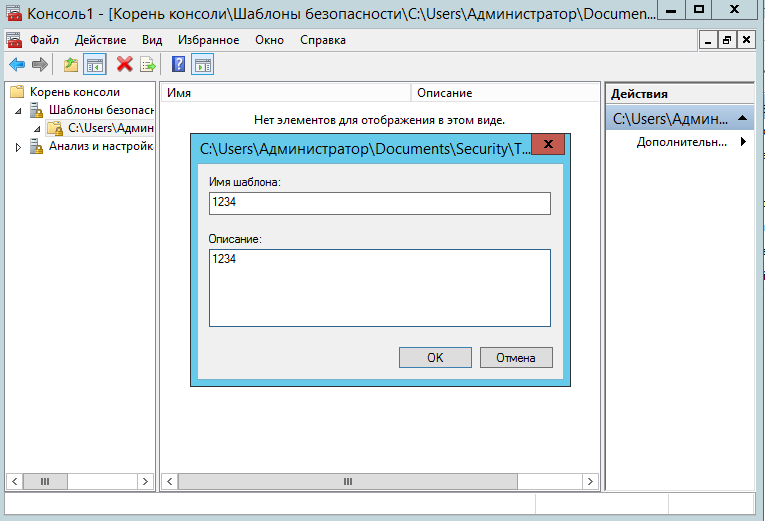 Консоль1 - [Корень консоли\Шаблоны безопасности\C:\Users\Администратор\Documen...
Файл Действие Вид Избранное Окно Справка
Корень консоли
Шаблоны безопасн
C:\Users\Админ
Анализ и настройк
Имя Описание
Нет элементов для отображения в этом виде.
C:\Users\Администратор\Documents\Security\T...
Имя шаблона:
1234
Описание:
1234
OK Отмена
Действия
C:\Users\Админ...
Дополнительн...